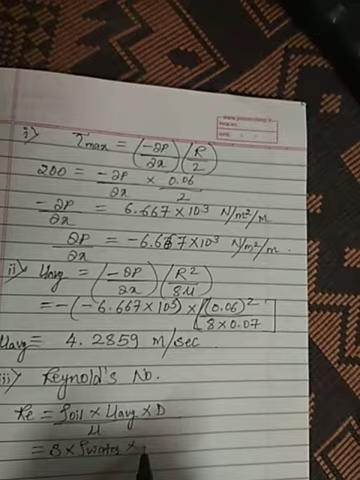 i) τmax = (-∂P/∂x) (R/2)
200 = -∂P/∂x × 0.06/2
-∂P/∂x = 6.667 × 10³ N/m²/m
∂P/∂x = -6.667 × 10³ N/m²/m.
ii) Uavg = (-∂P/∂x) (R²/8μ)
= -(-6.667 × 10³) × [(0.06)²/8 × 0.07]
Uavg = 4.2859 m/sec
iii) Reynold's No.
Re = ρoil × Uavg × D/μ
= S × ρwater ×